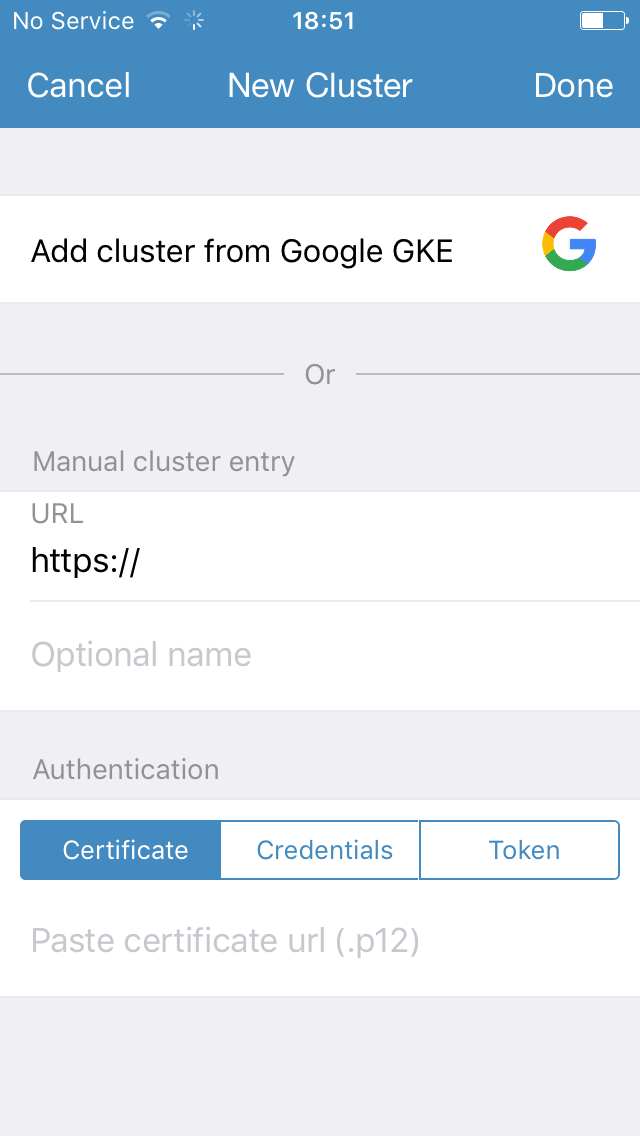 No Service 18:51
Cancel New Cluster Done
Add cluster from Google GKE
Or
Manual cluster entry
URL
https://
Optional name
Authentication
Certificate Credentials Token
Paste certificate url (.p12)